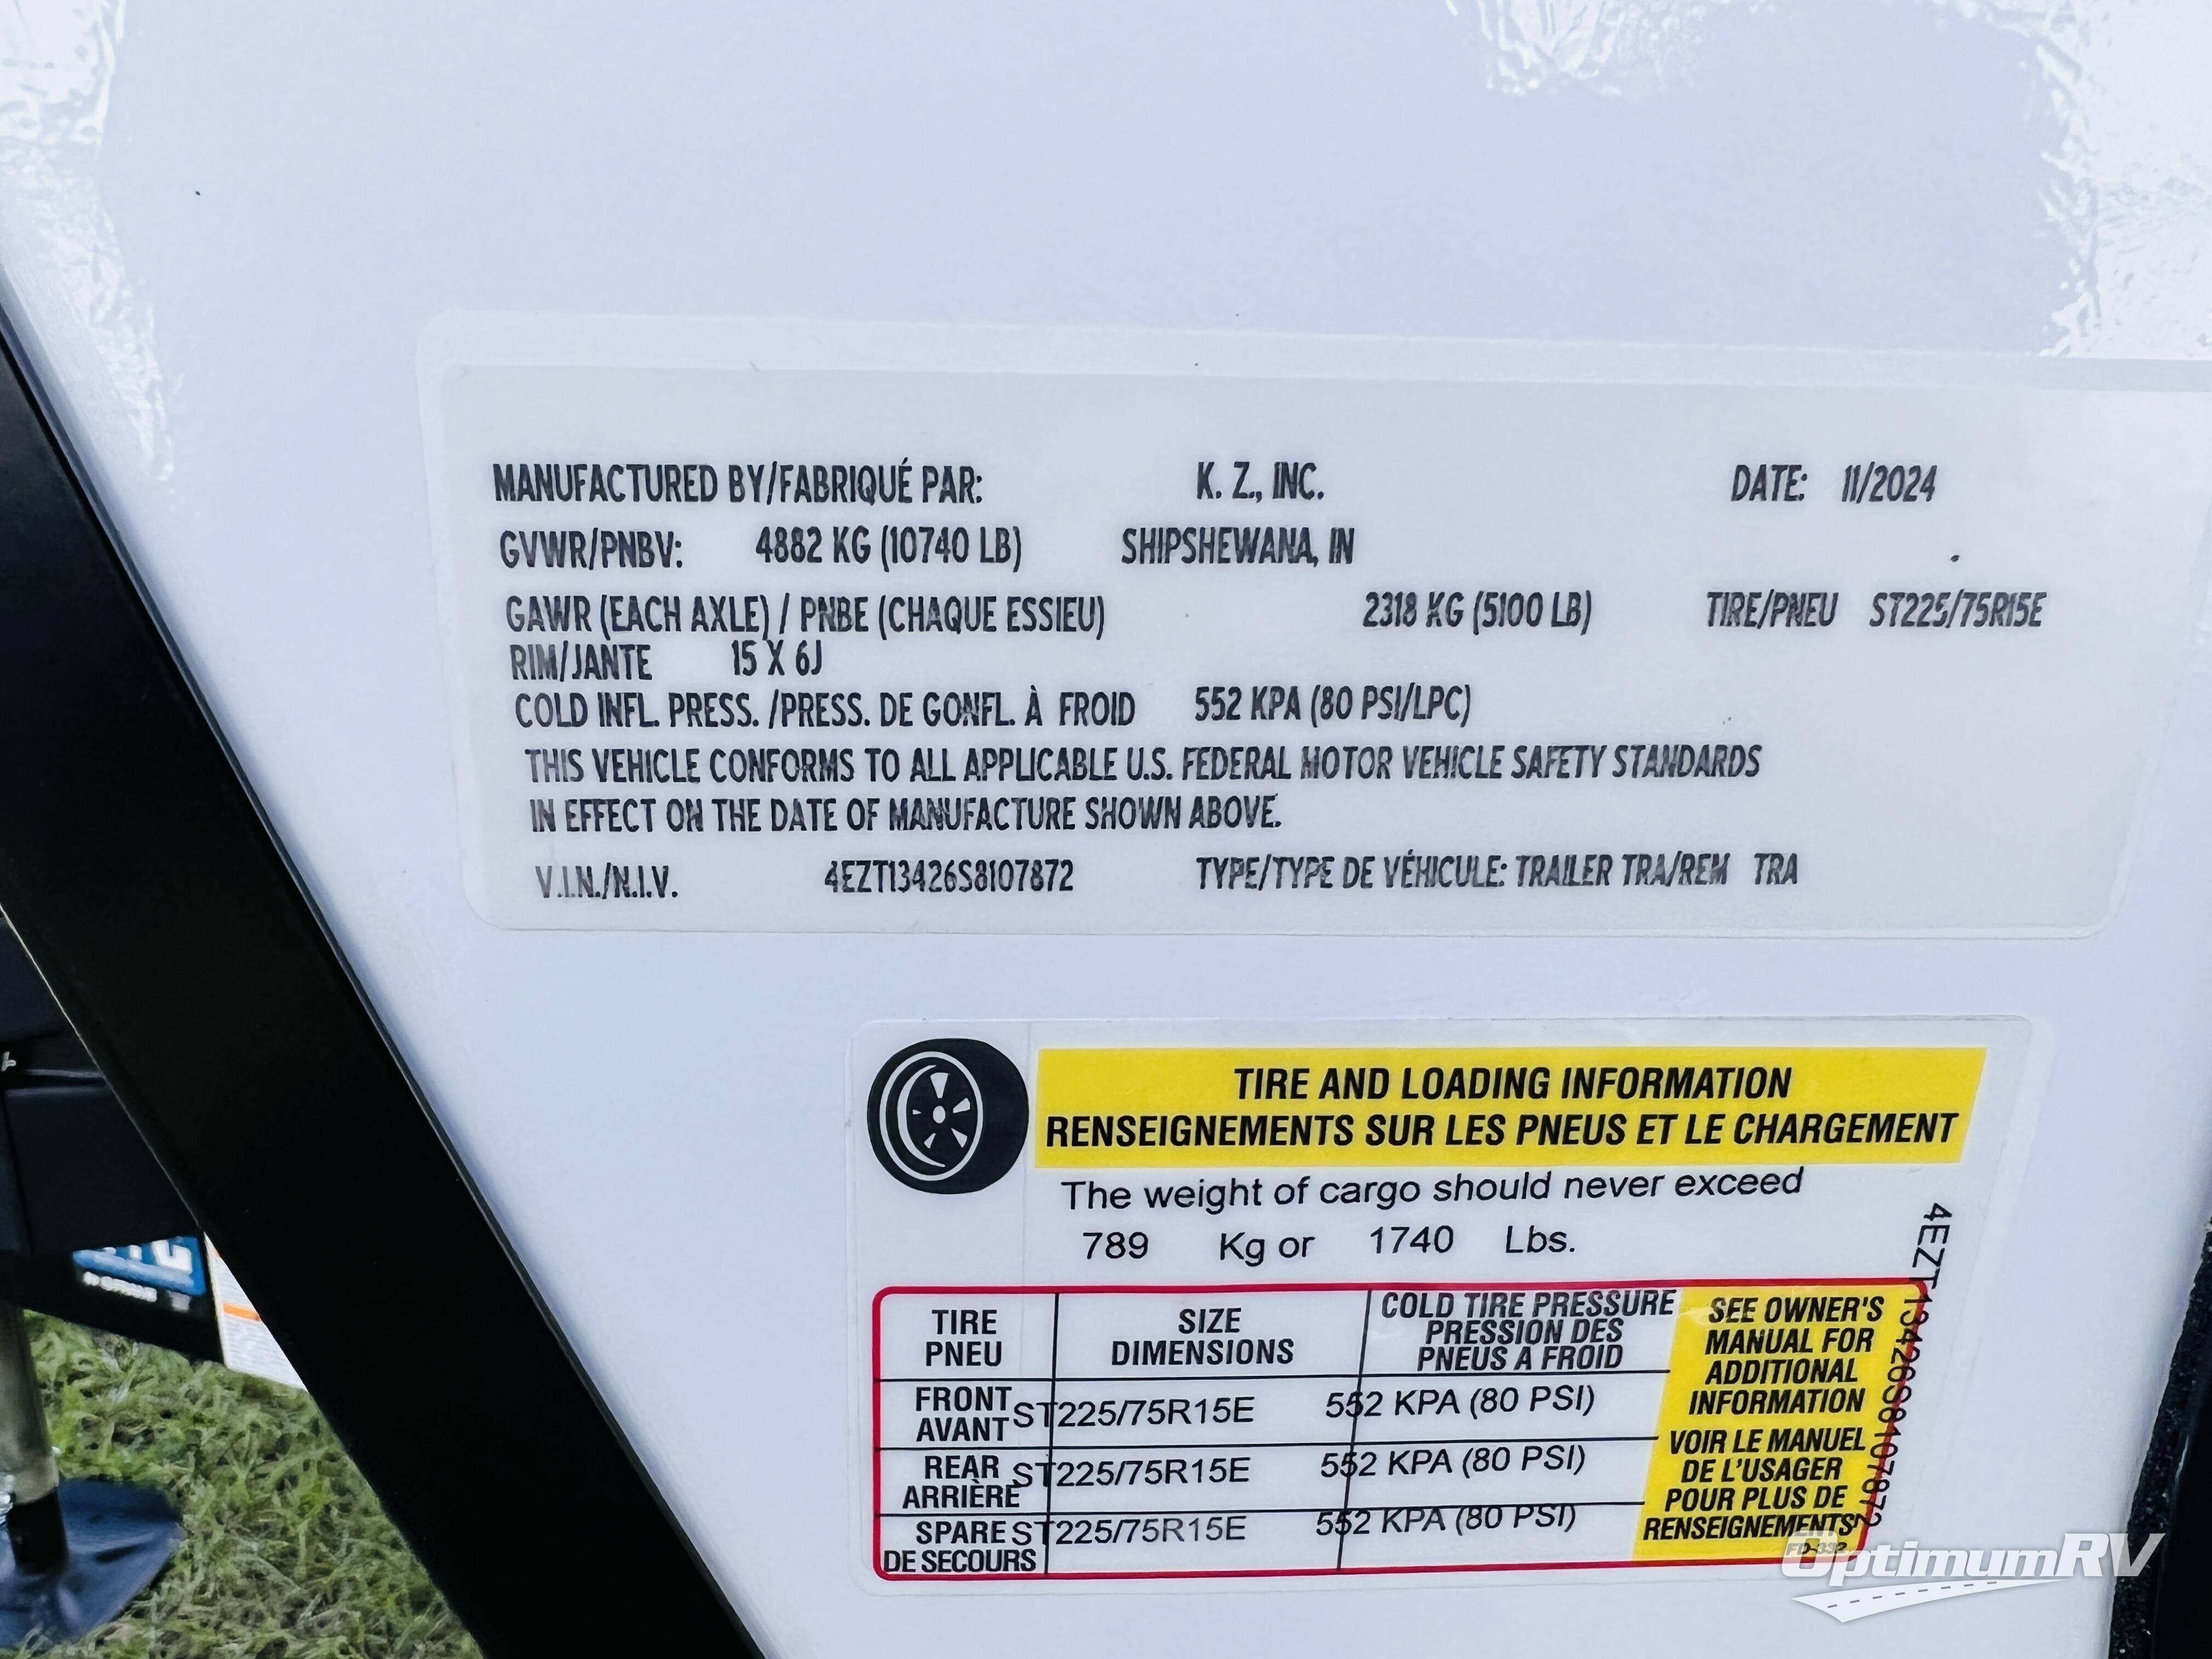 MANUFACTURED BY/FABRIQUÉ PAR: K. Z., INC. DATE: 11/2024
GVWR/PNBV: 4882 KG (10740 LB) SHIPSHEWANA, IN
GAWR (EACH AXLE) / PNBE (CHAQUE ESSIEU) 2318 KG (5100 LB) TIRE/PNEU ST225/75R15E
RIM/JANTE 15 X 6J
COLD INFL. PRESS. /PRESS. DE GONFL. À FROID 552 KPA (80 PSI/LPC)
THIS VEHICLE CONFORMS TO ALL APPLICABLE U.S. FEDERAL MOTOR VEHICLE SAFETY STANDARDS
IN EFFECT ON THE DATE OF MANUFACTURE SHOWN ABOVE.
V.I.N./N.I.V. 4EZT13426S8107872 TYPE/TYPE DE VÉHICULE: TRAILER TRA/REM TRA
TIRE AND LOADING INFORMATION
RENSEIGNEMENTS SUR LES PNEUS ET LE CHARGEMENT
The weight of cargo should never exceed
789 Kg or 1740 Lbs.
TIRE
PNEU
SIZE
DIMENSIONS
COLD TIRE PRESSURE
PRESSION DES
PNEUS A FROID
FRONT
AVANT
ST225/75R15E 552 KPA (80 PSI)
REAR
ARRIÈRE
ST225/75R15E 552 KPA (80 PSI)
SPARE
DE SECOURS
ST225/75R15E 552 KPA (80 PSI)
SEE OWNER'S
MANUAL FOR
ADDITIONAL
INFORMATION
VOIR LE MANUEL
DE L'USAGER
POUR PLUS DE
RENSEIGNEMENTS
FD-332
4EZT13426S8107872
OptimumRV